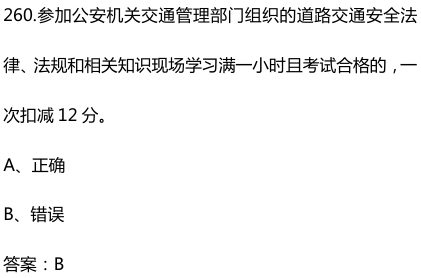 260.参加公安机关交通管理部门组织的道路交通安全法
律、法规和相关知识现场学习满一小时且考试合格的，一
次扣减 12 分。
A、正确
B、错误
答案：B